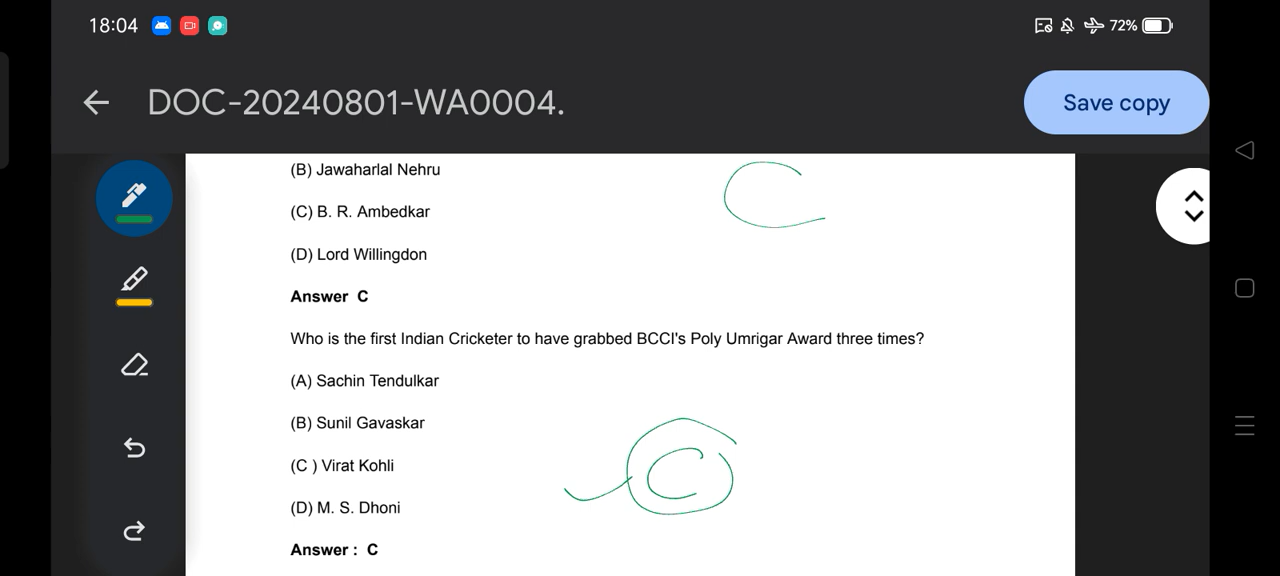 18:04
72%
DOC-20240801-WA0004.
Save copy
(B) Jawaharlal Nehru
C
(C) B. R. Ambedkar
(D) Lord Willingdon
Answer C
Who is the first Indian Cricketer to have grabbed BCCI's Poly Umrigar Award three times?
(A) Sachin Tendulkar
(B) Sunil Gavaskar
(C ) Virat Kohli
C
(D) M. S. Dhoni
Answer : C